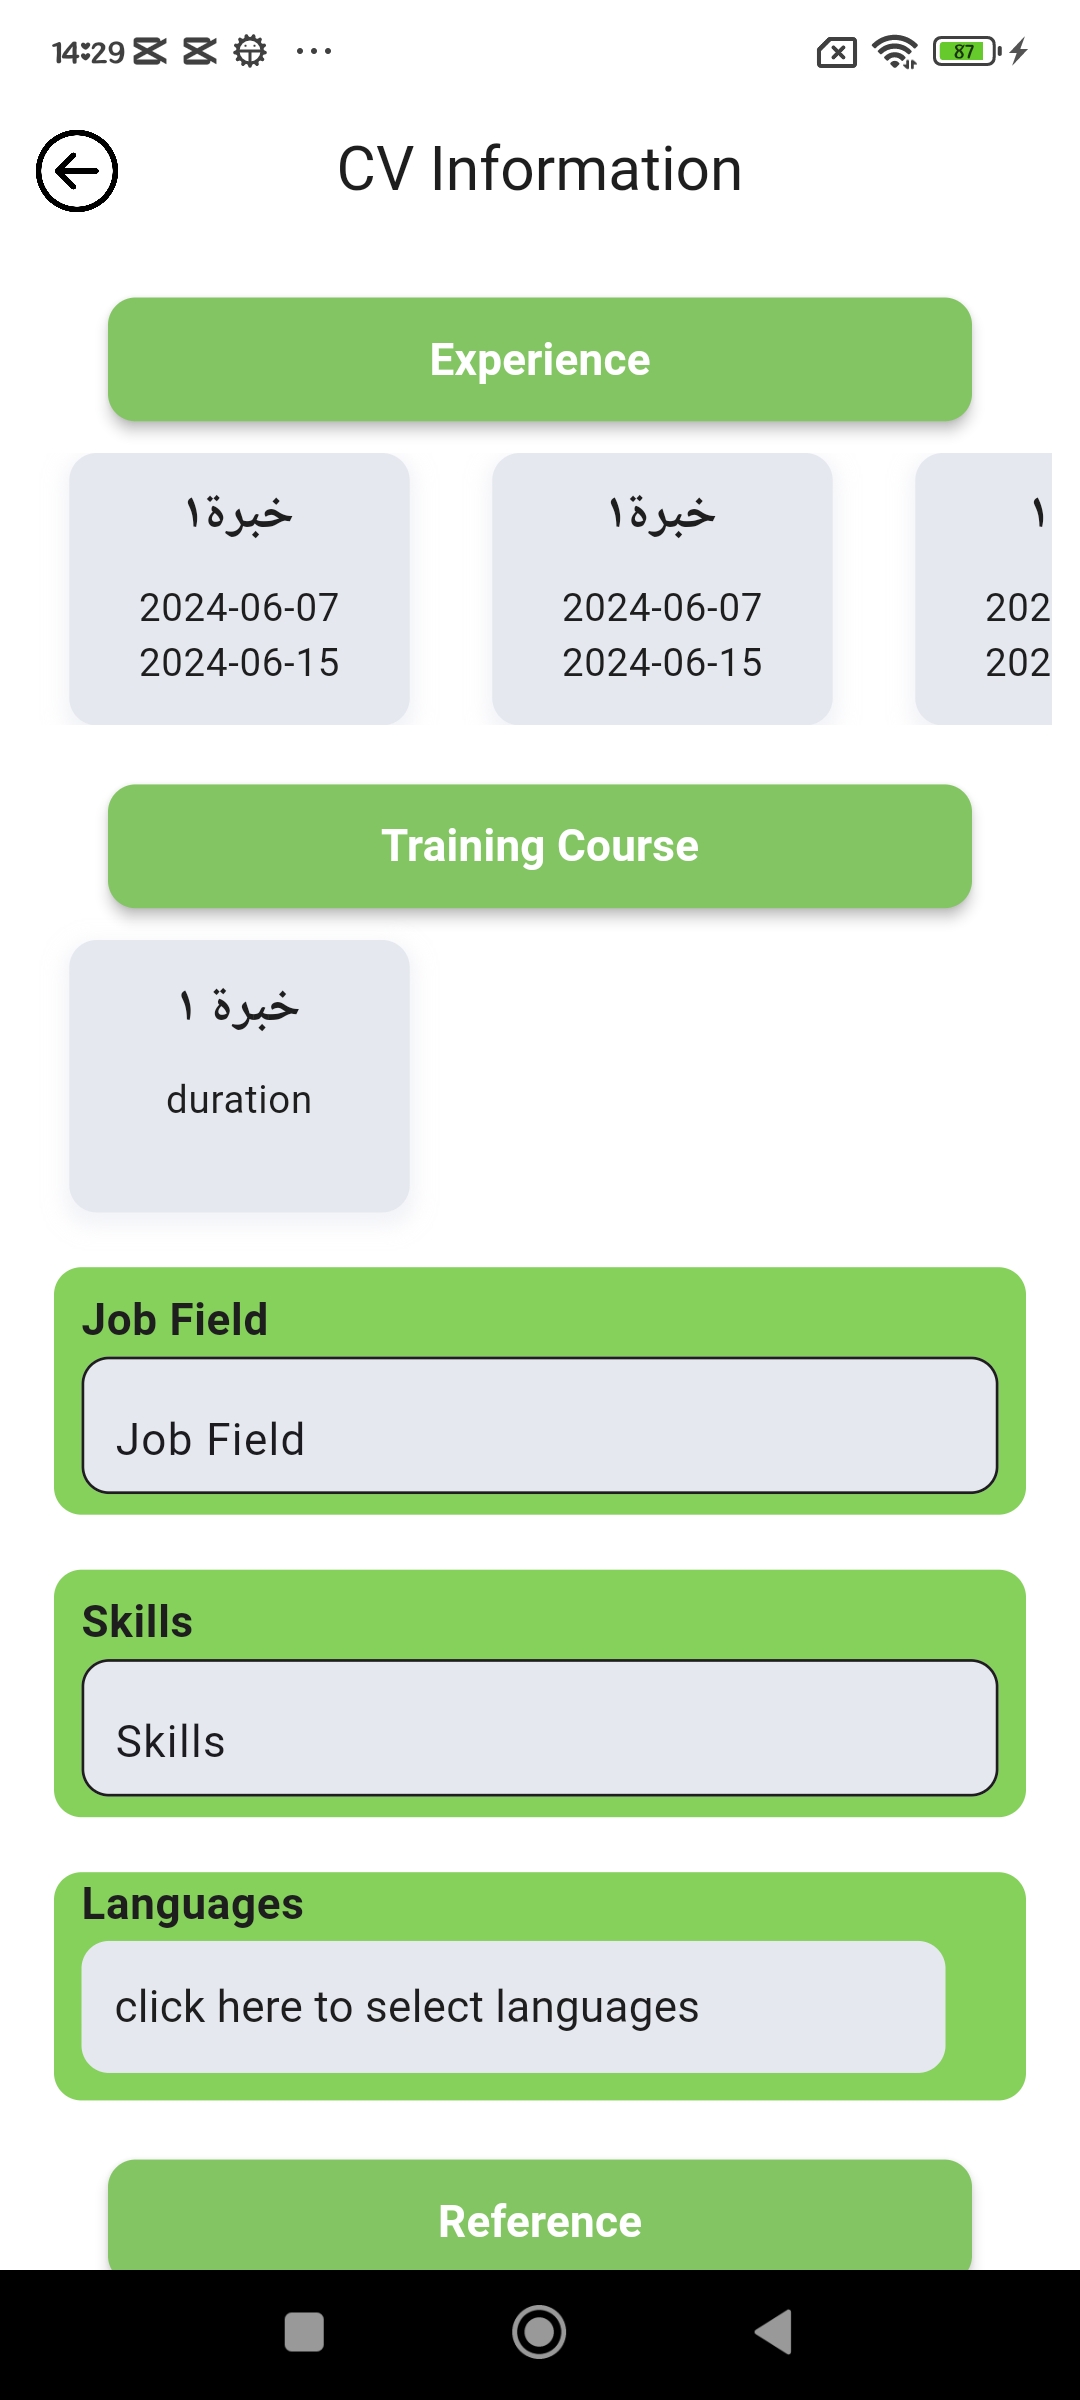 14:29
87
CV Information
Experience
خبرة١
2024-06-07
2024-06-15
خبرة١
2024-06-07
2024-06-15
١
202
202
Training Course
خبرة ١
duration
Job Field
Job Field
Skills
Skills
Languages
click here to select languages
Reference